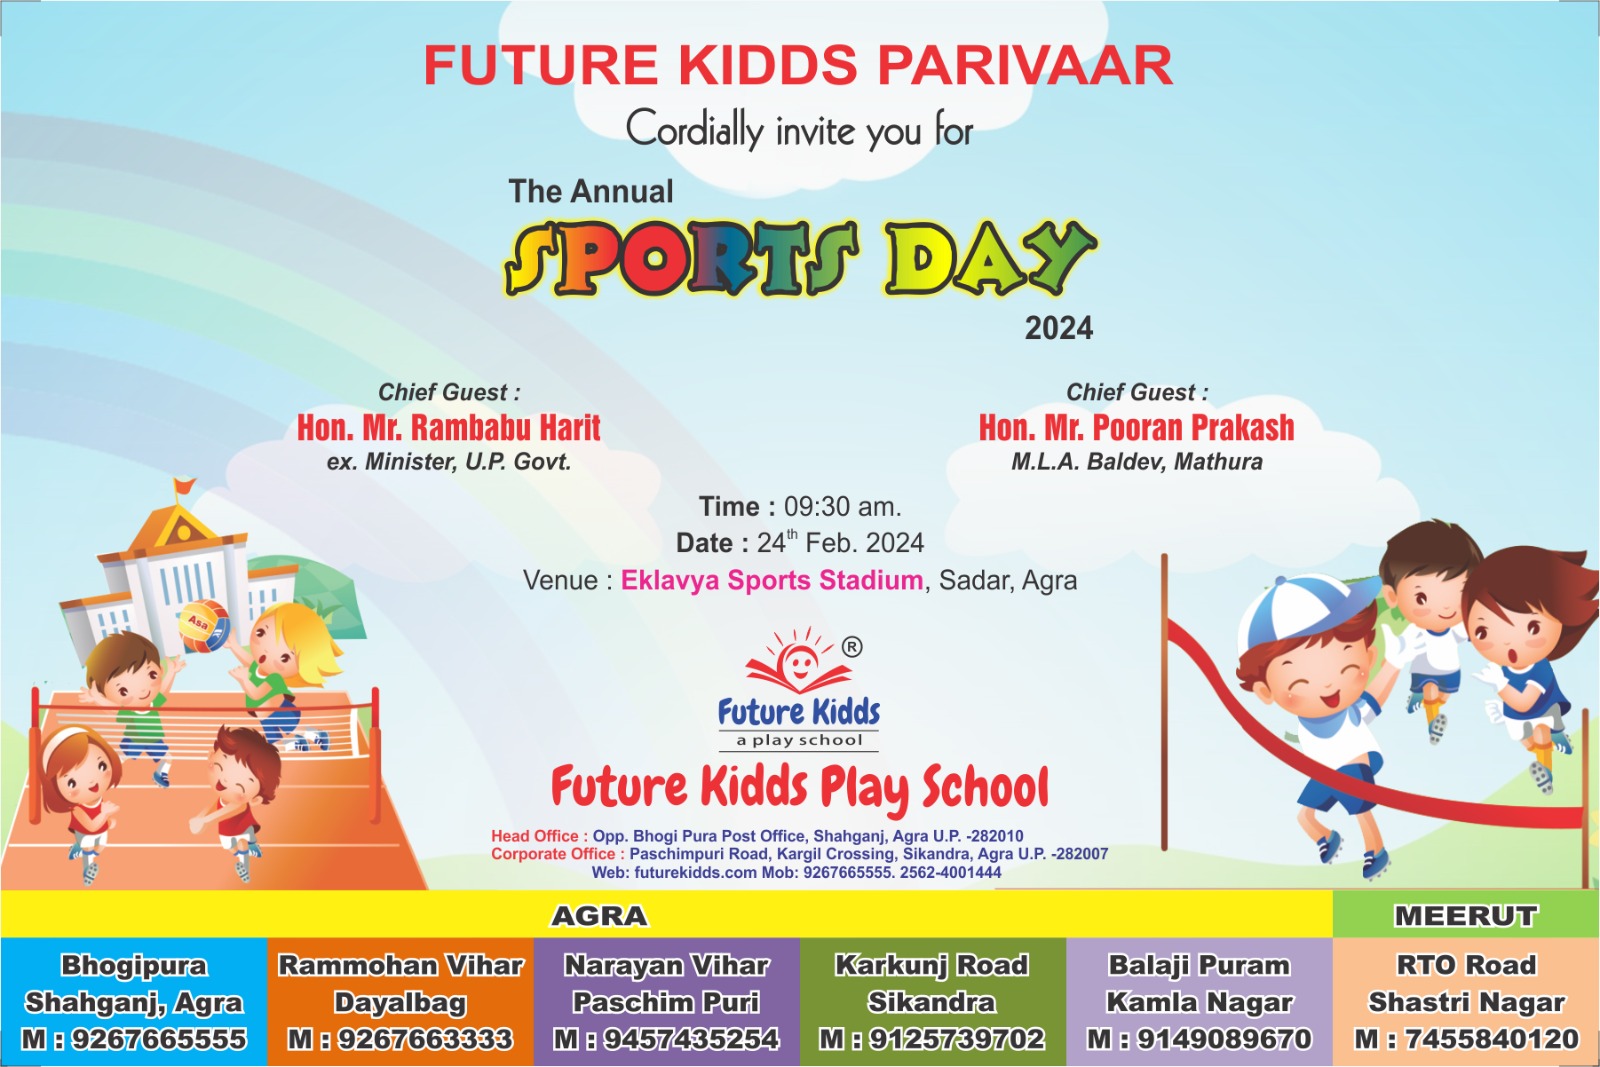 FUTURE KIDDS PARIVAAR
Cordially invite you for
The Annual
SPORTS DAY
2024
Chief Guest :
Hon. Mr. Rambabu Harit
ex. Minister, U.P. Govt.
Chief Guest :
Hon. Mr. Pooran Prakash
M.L.A. Baldev, Mathura
Time : 09:30 am.
Date : 24th Feb. 2024
Venue : Eklavya Sports Stadium, Sadar, Agra
Asa
®
Future Kidds
a play school
Future Kidds Play School
Head Office : Opp. Bhogi Pura Post Office, Shahganj, Agra U.P. -282010
Corporate Office : Paschimpuri Road, Kargil Crossing, Sikandra, Agra U.P. -282007
Web: futurekidds.com Mob: 9267665555. 2562-4001444
AGRA
MEERUT
Bhogipura
Shahganj, Agra
M : 9267665555
Rammohan Vihar
Dayalbag
M : 9267663333
Narayan Vihar
Paschim Puri
M : 9457435254
Karkunj Road
Sikandra
M : 9125739702
Balaji Puram
Kamla Nagar
M : 9149089670
RTO Road
Shastri Nagar
M : 7455840120